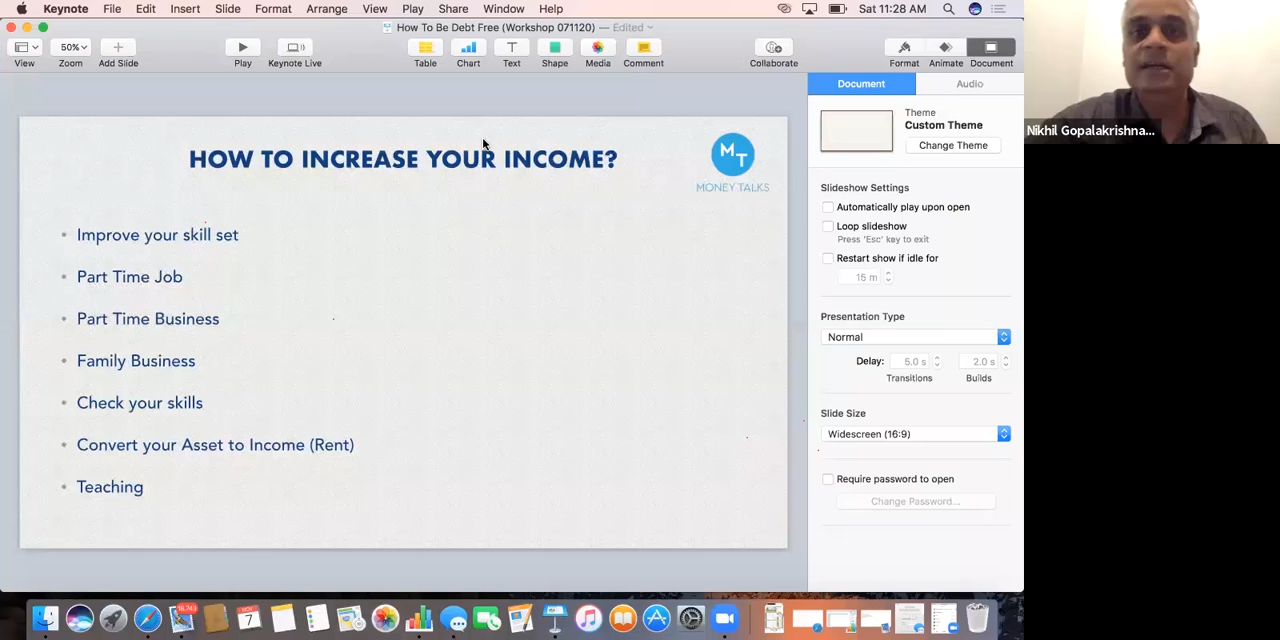 Keynote File Edit Insert Slide Format Arrange View Play Share Window Help Sat 11:28 AM
How To Be Debt Free (Workshop 071120) — Edited
50%
View Zoom Add Slide Play Keynote Live Table Chart Text Shape Media Comment Collaborate Format Animate Document
Document Audio
Theme
Custom Theme
Change Theme
Slideshow Settings
Automatically play upon open
Loop slideshow
Press 'Esc' key to exit
Restart show if idle for
15 m
Presentation Type
Normal
Delay: 5.0 s 2.0 s
Transitions Builds
Slide Size
Widescreen (16:9)
Require password to open
Change Password...
HOW TO INCREASE YOUR INCOME?
MT
MONEY TALKS
• Improve your skill set
• Part Time Job
• Part Time Business
• Family Business
• Check your skills
• Convert your Asset to Income (Rent)
• Teaching
Nikhil Gopalakrishna...
18,743
NOV
7